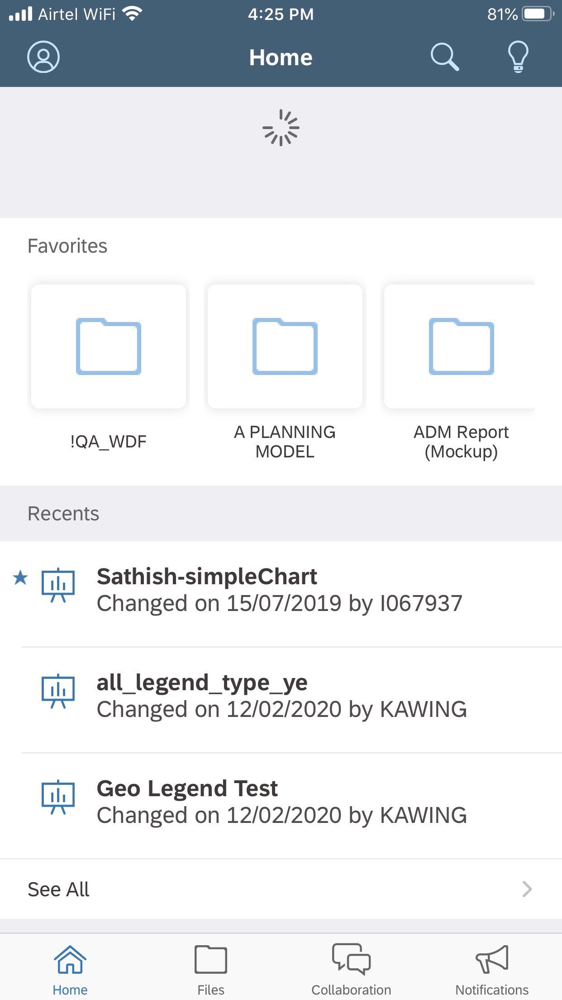 Airtel WiFi 4:25 PM 81%
Home
Favorites
!QA_WDF
A PLANNING
MODEL
ADM Report
(Mockup)
Recents
Sathish-simpleChart
Changed on 15/07/2019 by I067937
all_legend_type_ye
Changed on 12/02/2020 by KAWING
Geo Legend Test
Changed on 12/02/2020 by KAWING
See All
Home Files Collaboration Notifications